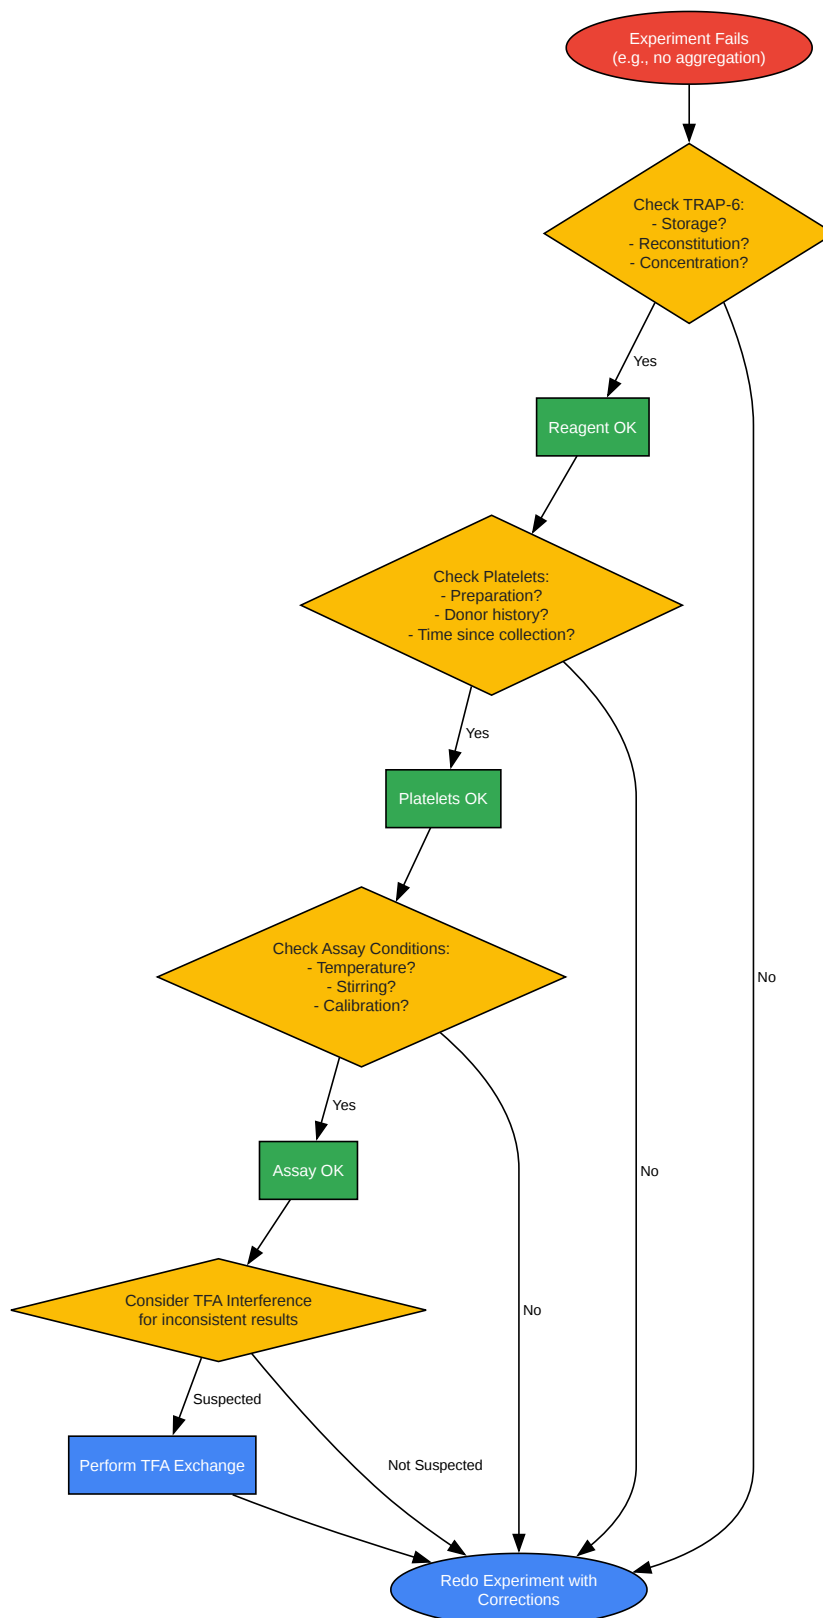 Experiment Fails
(e.g., no aggregation)
Check TRAP-6:
- Storage?
- Reconstitution?
- Concentration?
Yes
Reagent OK
Check Platelets:
- Preparation?
- Donor history?
- Time since collection?
Yes
Platelets OK
Check Assay Conditions:
- Temperature?
- Stirring?
- Calibration?
No
Yes
Assay OK
No
Consider TFA Interference
for inconsistent results
No
Suspected
Perform TFA Exchange
Not Suspected
Redo Experiment with
Corrections